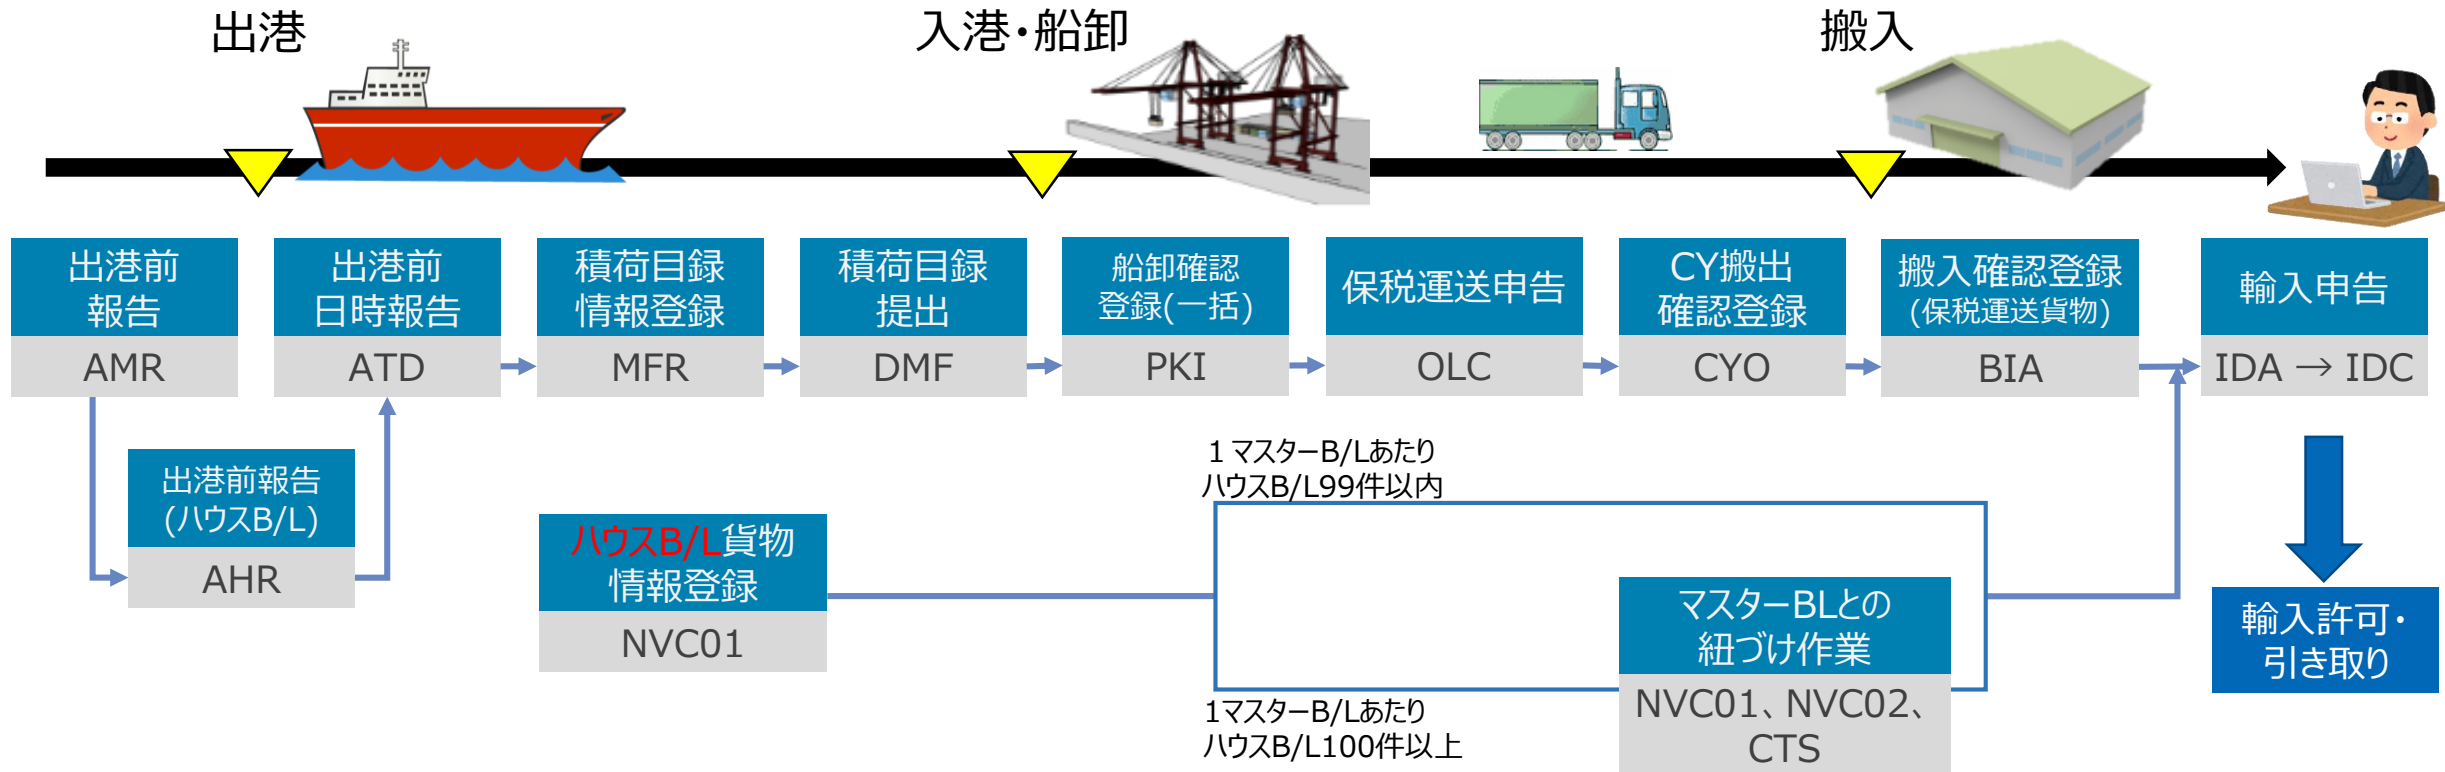 出港
入港・船卸
搬入
出港前
報告
AMR
出港前
日時報告
ATD
積荷目録
情報登録
MFR
積荷目録
提出
DMF
船卸確認
登録(一括)
PKI
保税運送申告
OLC
CY搬出
確認登録
CYO
搬入確認登録
(保税運送貨物)
BIA
輸入申告
IDA → IDC
出港前報告
(ハウスB/L)
AHR
ハウスB/L貨物
情報登録
NVC01
1 マスターB/Lあたり
ハウスB/L99件以内
1マスターB/Lあたり
ハウスB/L100件以上
マスターBLとの
紐づけ作業
NVC01、NVC02、
CTS
輸入許可・
引き取り